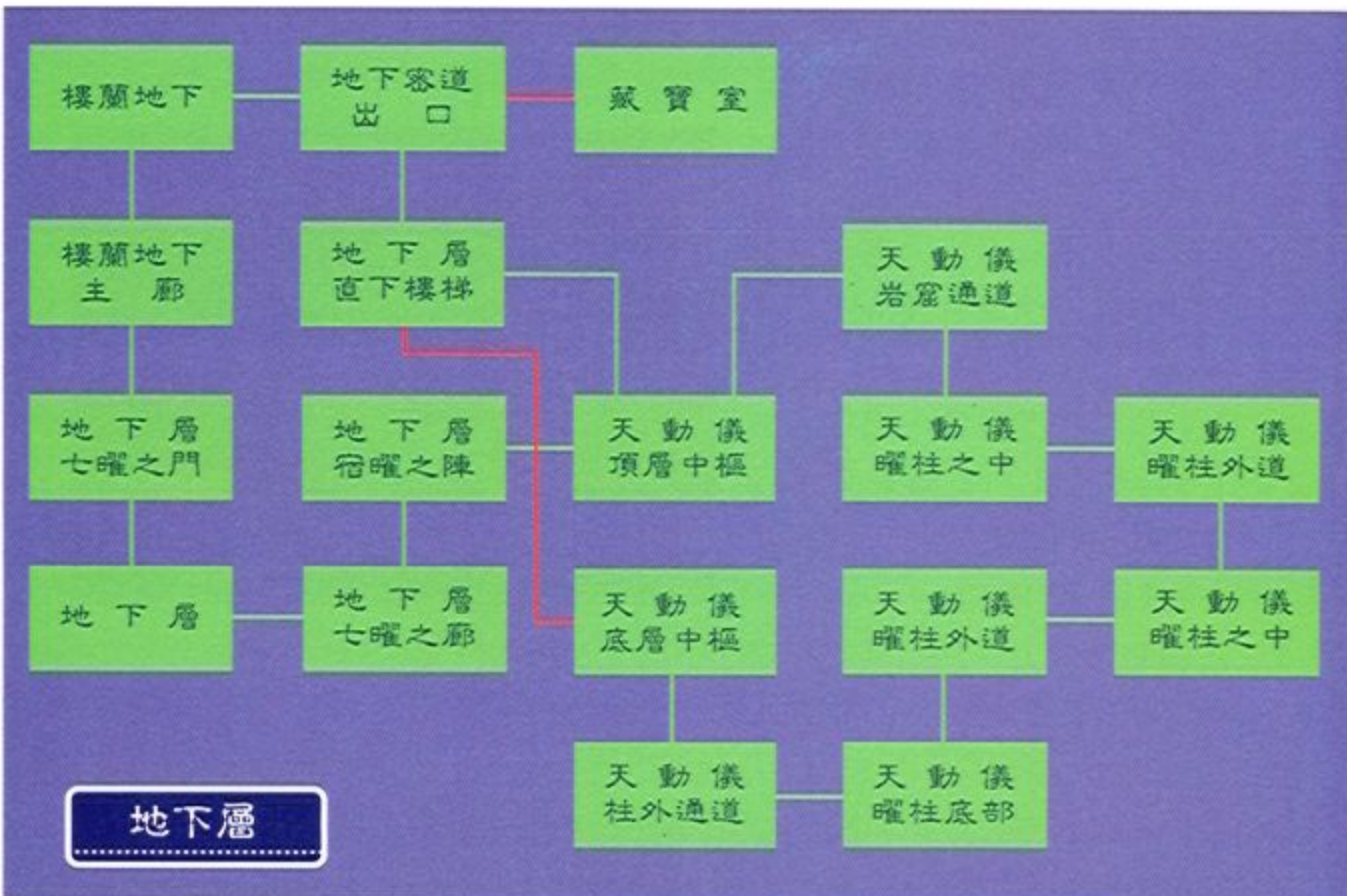 樓蘭地下
地下密道
出口
藏寶室
樓蘭地下
主廊
地下層
直下樓梯
天動儀
岩窟通道
地下層
七曜之門
地下層
宿曜之陣
天動儀
頂層中樞
天動儀
曜柱之中
天動儀
曜柱外道
地下層
地下層
七曜之廊
天動儀
底層中樞
天動儀
曜柱外道
天動儀
曜柱之中
天動儀
柱外通道
天動儀
曜柱底部
地下層